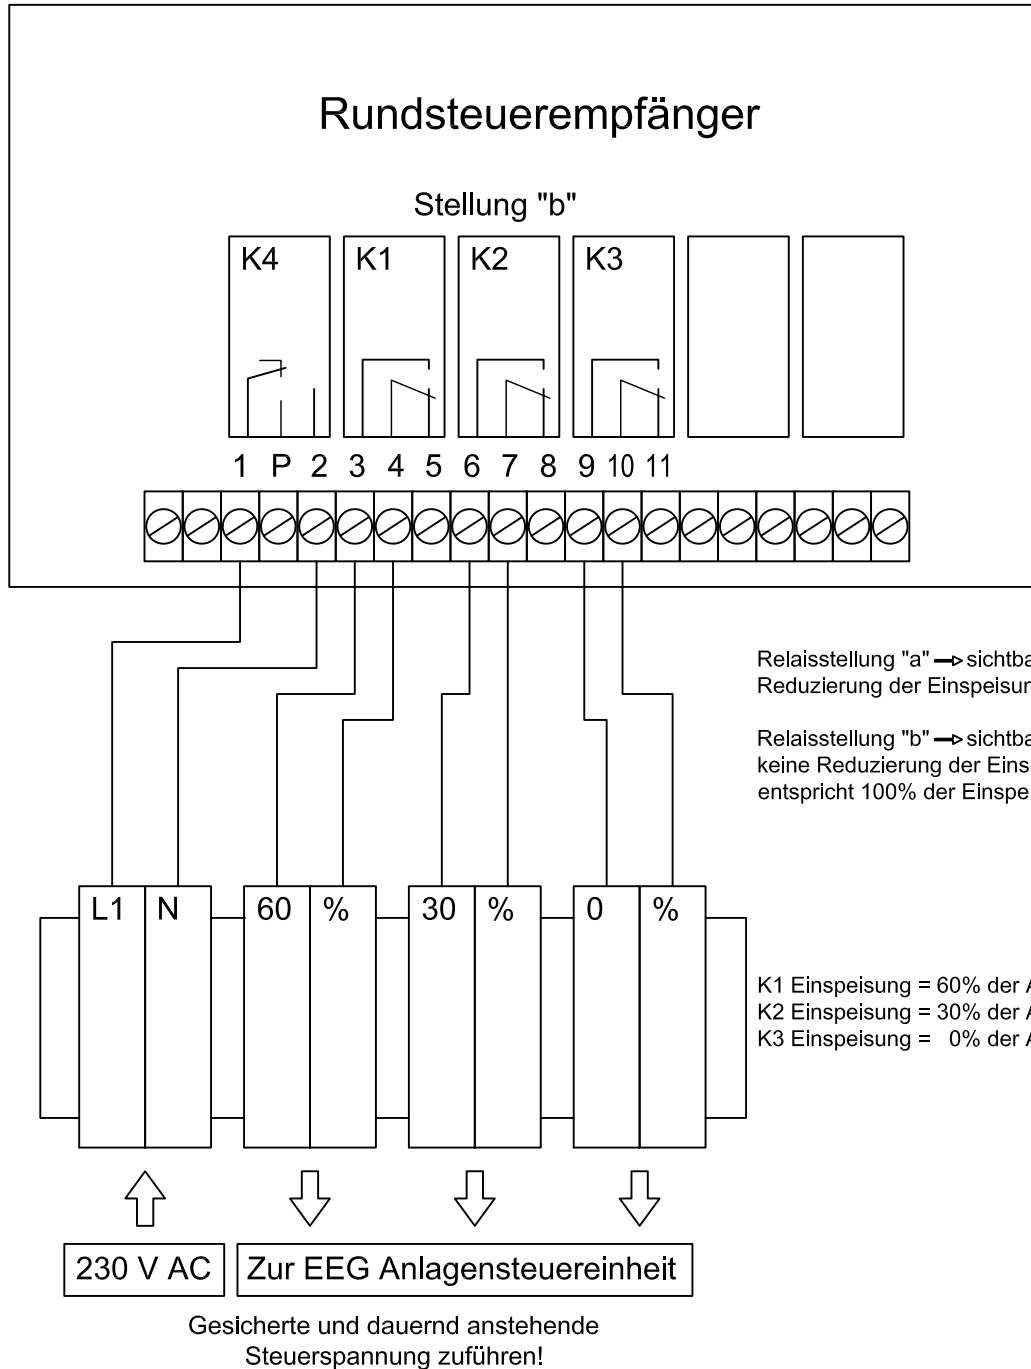 Rundsteuerempfänger
Stellung "b"
K4 K1 K2 K3
1 P 2 3 4 5 6 7 8 9 10 11
Relaisstellung "a"
Reduzierung der
Relaisstellung "b"
keine Reduzierung der
entspricht 100% der
L1 N 60 % 30 % 0 %
K1 Einspeisung = 60% der
K2 Einspeisung = 30% der
K3 Einspeisung = 0% der
230 V AC Zur EEG Anlagensteuereinheit
Gesicherte und dauernd anstehende
Steuerspannung zuführen!